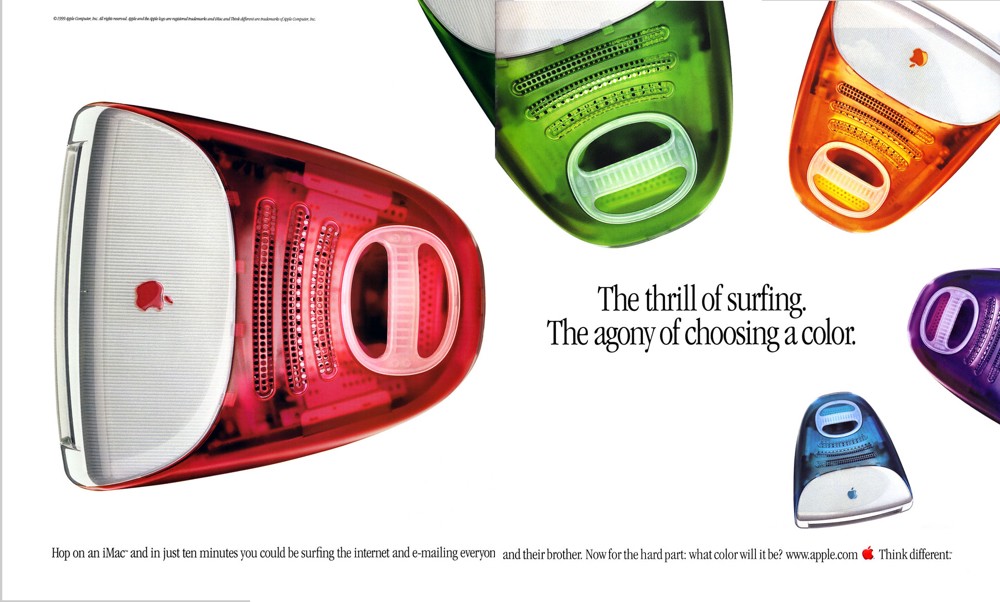 ©1999 Apple Computer, Inc. All rights reserved. Apple and the Apple logo are registered trademarks and iMac and Think different are trademarks of Apple Computer, Inc.
The thrill of surfing.
The agony of choosing a color.
Hop on an iMac™ and in just ten minutes you could be surfing the internet and e-mailing everyon and their brother. Now for the hard part: what color will it be? www.apple.com Think different.™